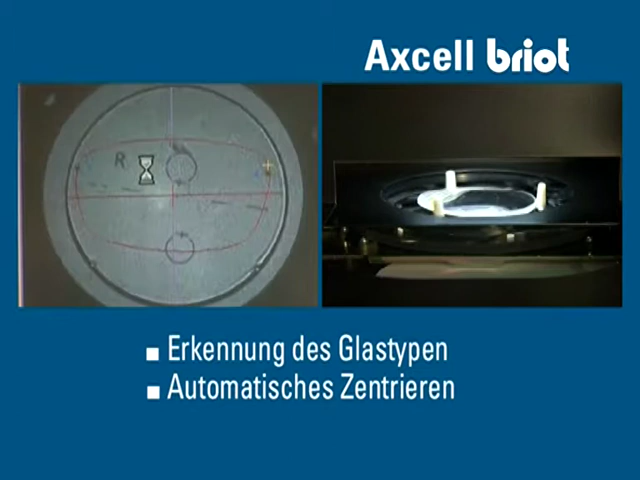 Axcell briot
R
■ Erkennung des Glastypen
■ Automatisches Zentrieren